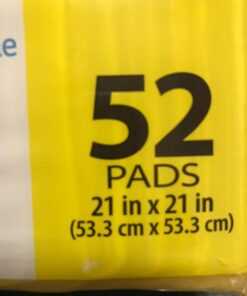 52
PADS
21 in x 21 in
(53.3 cm x 53.3 cm)